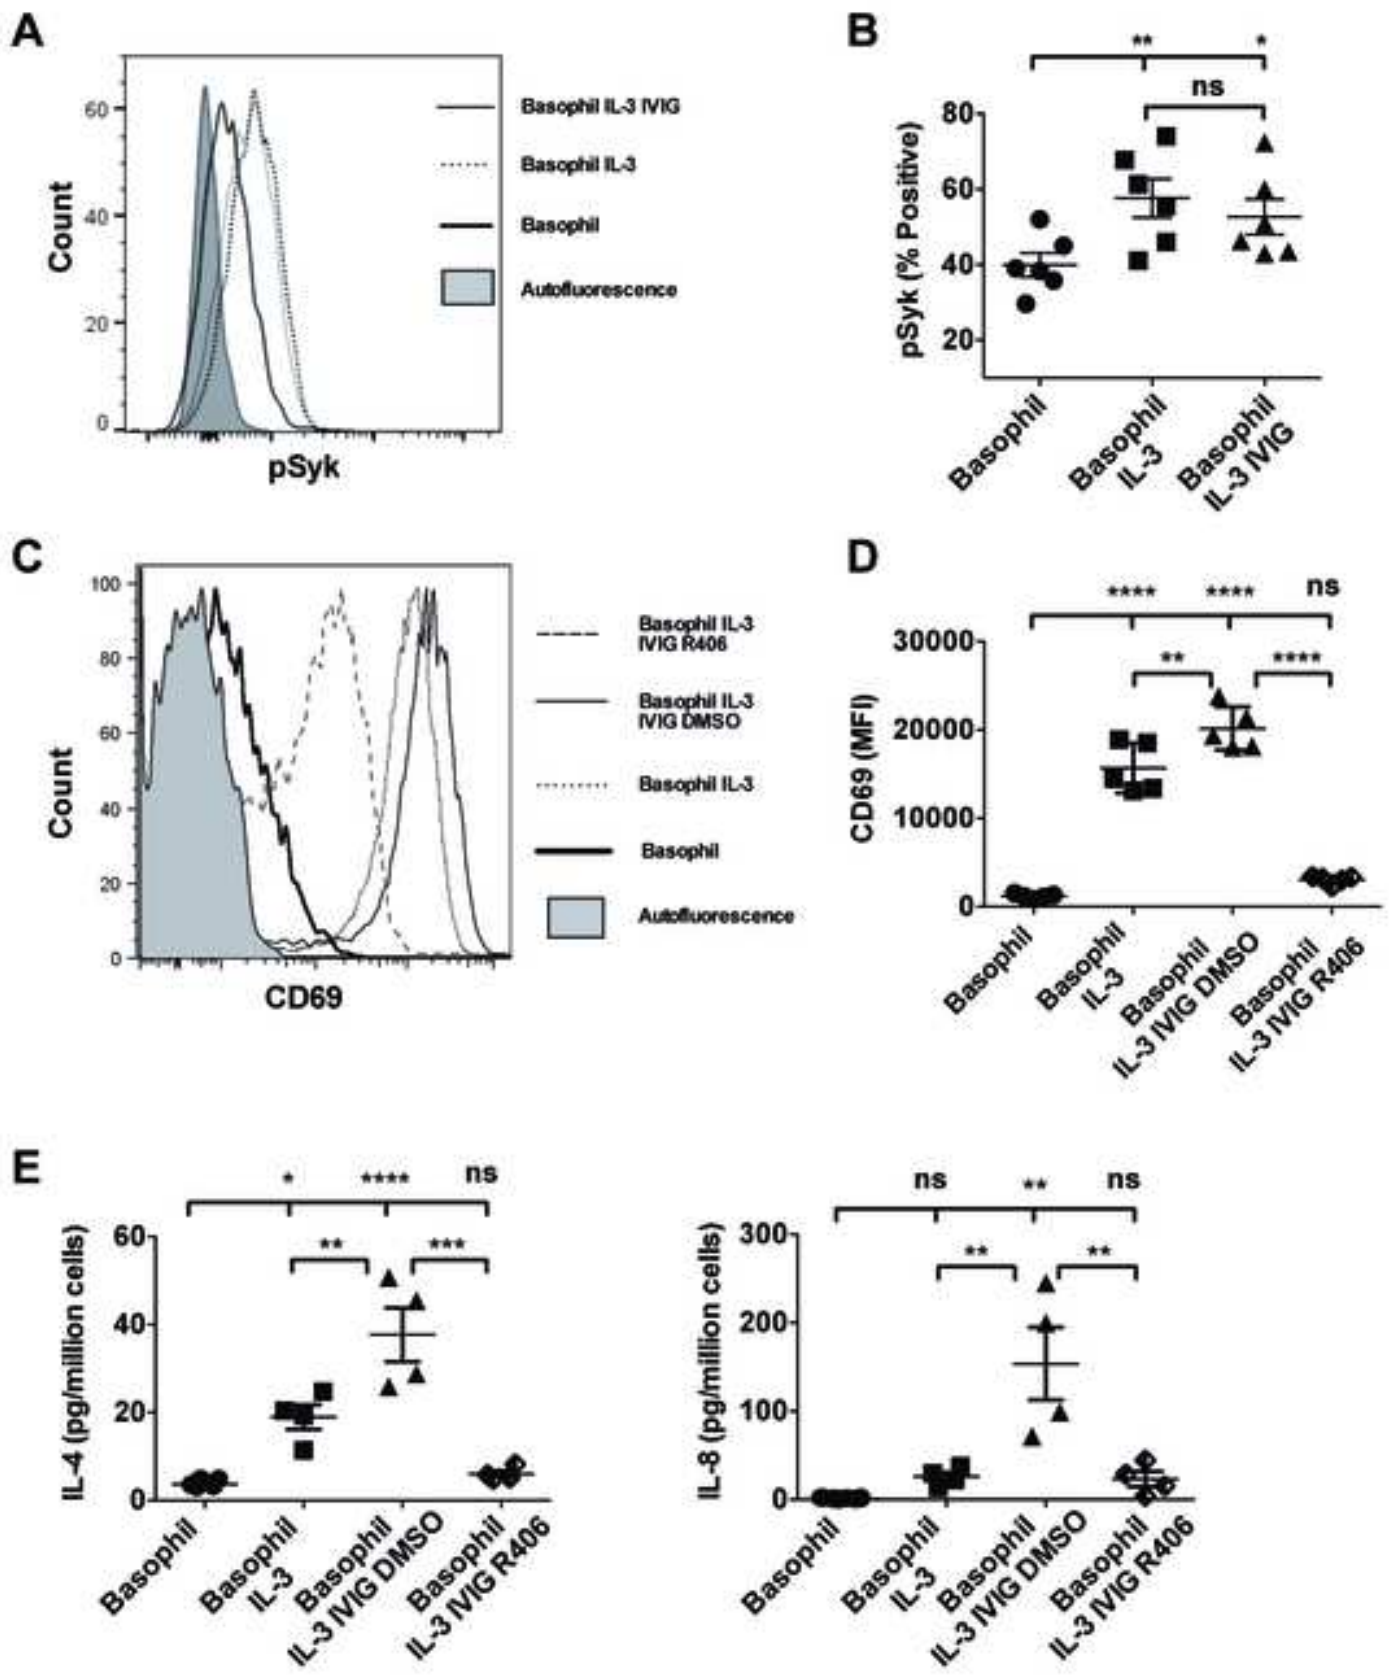 A
60
40
20
0
Count
pSyk
Basophil IL-3 IVIG
Basophil IL-3
Basophil
Autofluorescence
B
** *
ns
80
60
40
20
pSyk (% Positive)
Basophil
Basophil
IL-3
Basophil
IL-3 IVIG
C
100
80
60
40
20
0
Count
CD69
Basophil IL-3
IVIG R406
Basophil IL-3
IVIG DMSO
Basophil IL-3
Basophil
Autofluorescence
D
**** **** ns
** ****
30000
20000
10000
0
CD69 (MFI)
Basophil
Basophil
IL-3
Basophil
IL-3 IVIG DMSO
Basophil
IL-3 IVIG R406
E
* **** ns
** ***
60
40
20
0
IL-4 (pg/million cells)
Basophil
Basophil
IL-3
Basophil
IL-3 IVIG DMSO
Basophil
IL-3 IVIG R406
ns ** ns
** **
300
200
100
0
IL-8 (pg/million cells)
Basophil
Basophil
IL-3
Basophil
IL-3 IVIG DMSO
Basophil
IL-3 IVIG R406